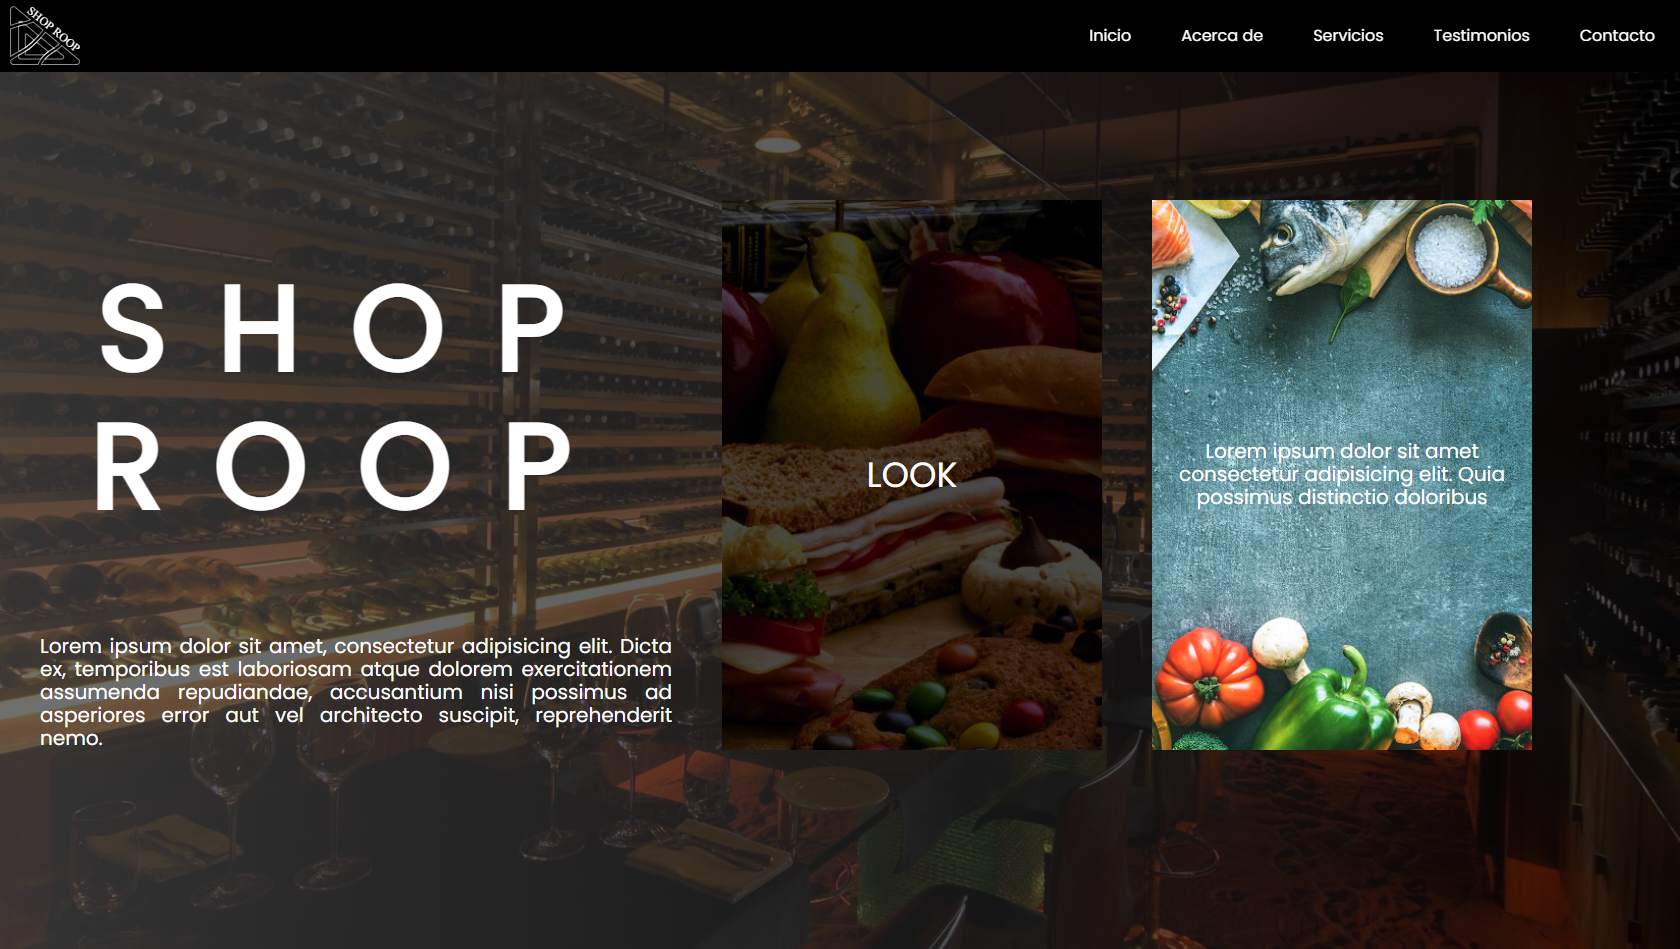 SHOP ROOP
Inicio
Acerca de
Servicios
Testimonios
Contacto
SHOP
ROOP
Lorem ipsum dolor sit amet, consectetur adipisicing elit. Dicta
ex, temporibus est laboriosam atque dolorem exercitationem
assumenda repudiandae, accusantium nisi possimus ad
asperiores error aut vel architecto suscipit, reprehenderit
nemo.
LOOK
Lorem ipsum dolor sit amet
consectetur adipisicing elit. Quia
possimus distinctio doloribus